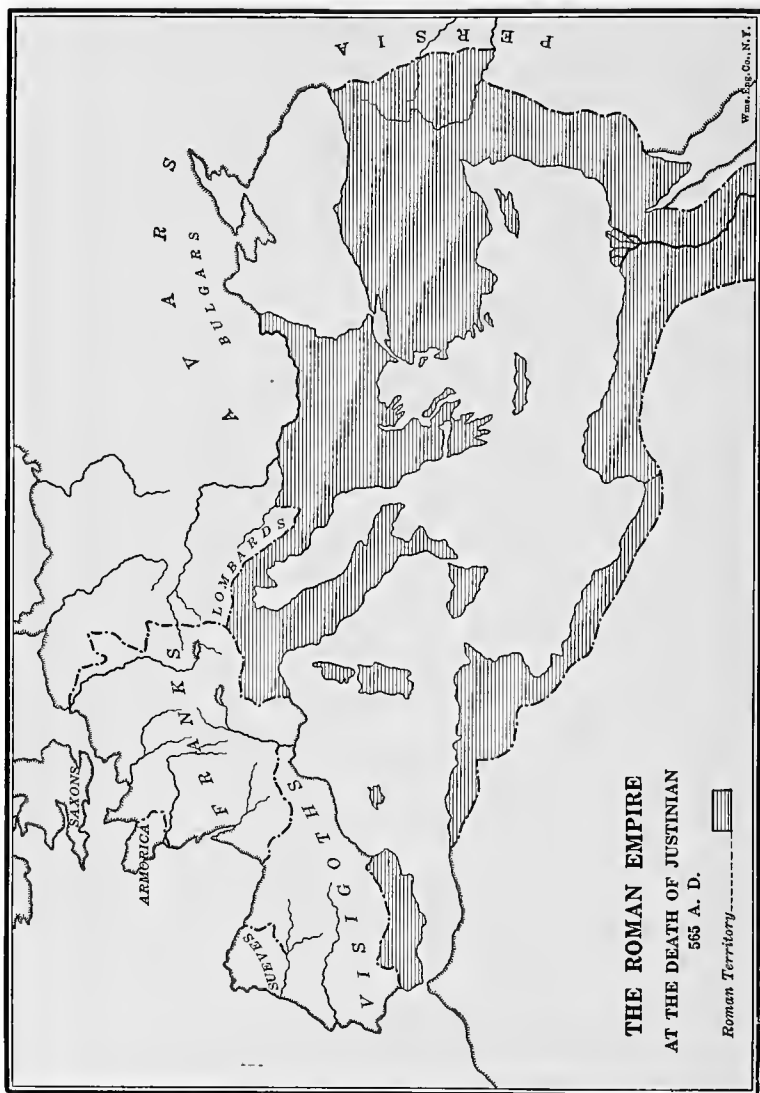 THE ROMAN EMPIRE
AT THE DEATH OF JUSTINIAN
565 A. D.
Roman Territory
SAXONS
ARMORICA
FRANKS
SUEVES
VISIGOTHS
LOMBARDS
AVARS
BULGARS
PERSIA
Wms. Eng. Co., N.Y.